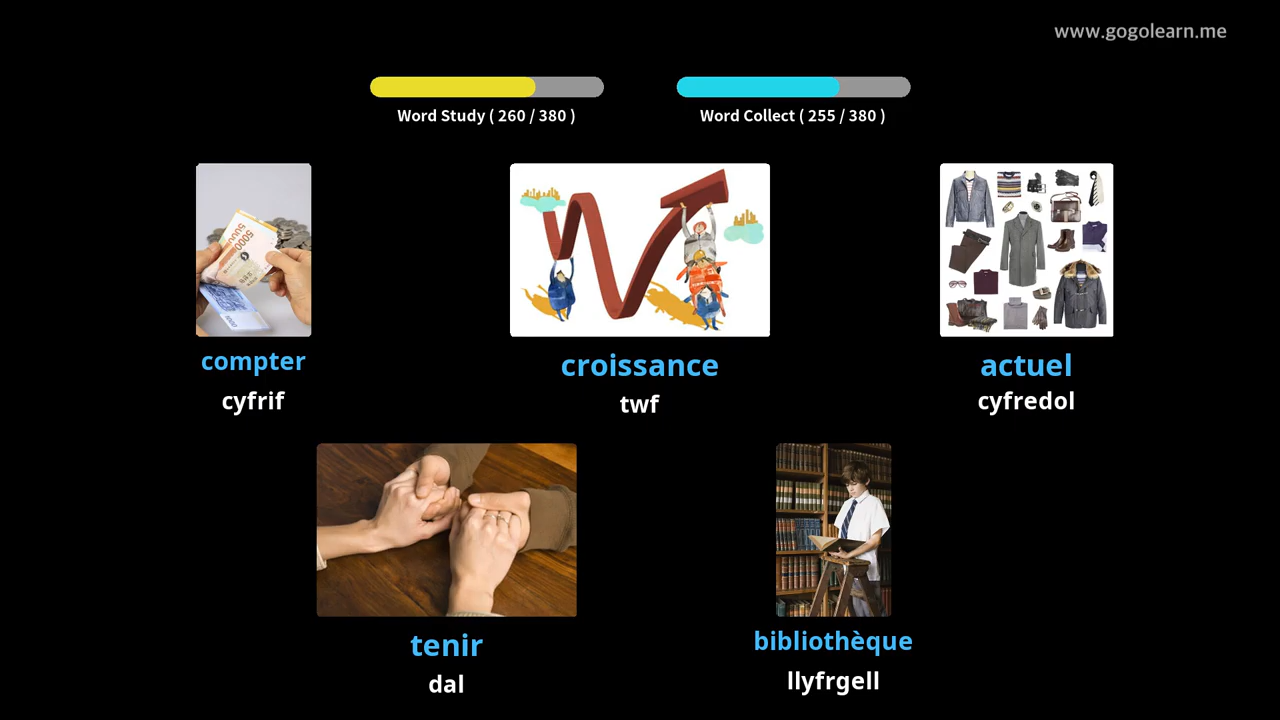 www.gogolearn.me
Word Study ( 260 / 380 )
Word Collect ( 255 / 380 )
compter
cyfrif
croissance
twf
actuel
cyfredol
tenir
dal
bibliothèque
llyfrgell